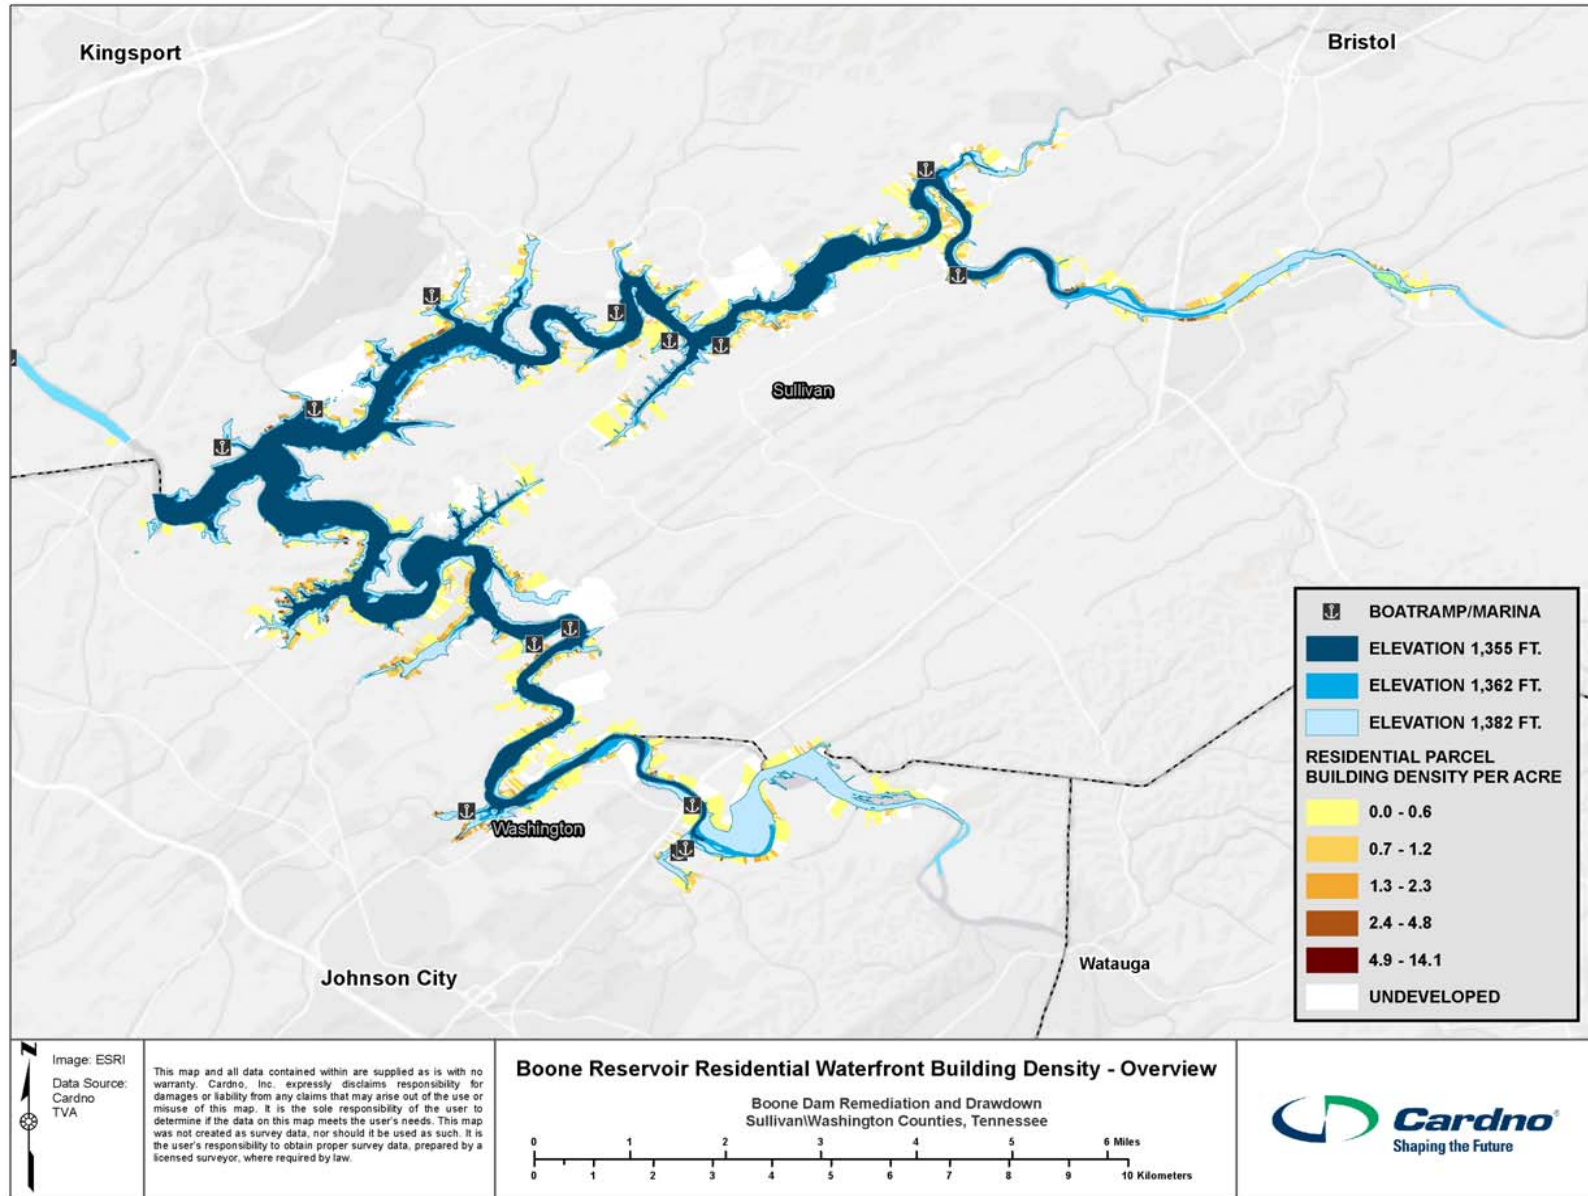 Kingsport
Bristol
Sullivan
Washington
Johnson City
Watauga
BOATRAMP/MARINA
ELEVATION 1,355 FT.
ELEVATION 1,362 FT.
ELEVATION 1,382 FT.
RESIDENTIAL PARCEL
BUILDING DENSITY PER ACRE
0.0 - 0.6
0.7 - 1.2
1.3 - 2.3
2.4 - 4.8
4.9 - 14.1
UNDEVELOPED
N
Image: ESRI
Data Source:
Cardno
TVA
This map and all data contained within are supplied as is with no
warranty. Cardno, Inc. expressly disclaims responsibility for
damages or liability from any claims that may arise out of the use or
misuse of this map. It is the sole responsibility of the user to
determine if the data on this map meets the user's needs. This map
was not created as survey data, nor should it be used as such. It is
the user's responsibility to obtain proper survey data, prepared by a
licensed surveyor, where required by law.
Boone Reservoir Residential Waterfront Building Density - Overview
Boone Dam Remediation and Drawdown
Sullivan\Washington Counties, Tennessee
0 1 2 3 4 5 6 Miles
0 1 2 3 4 5 6 7 8 9 10 Kilometers
Cardno®
Shaping the Future